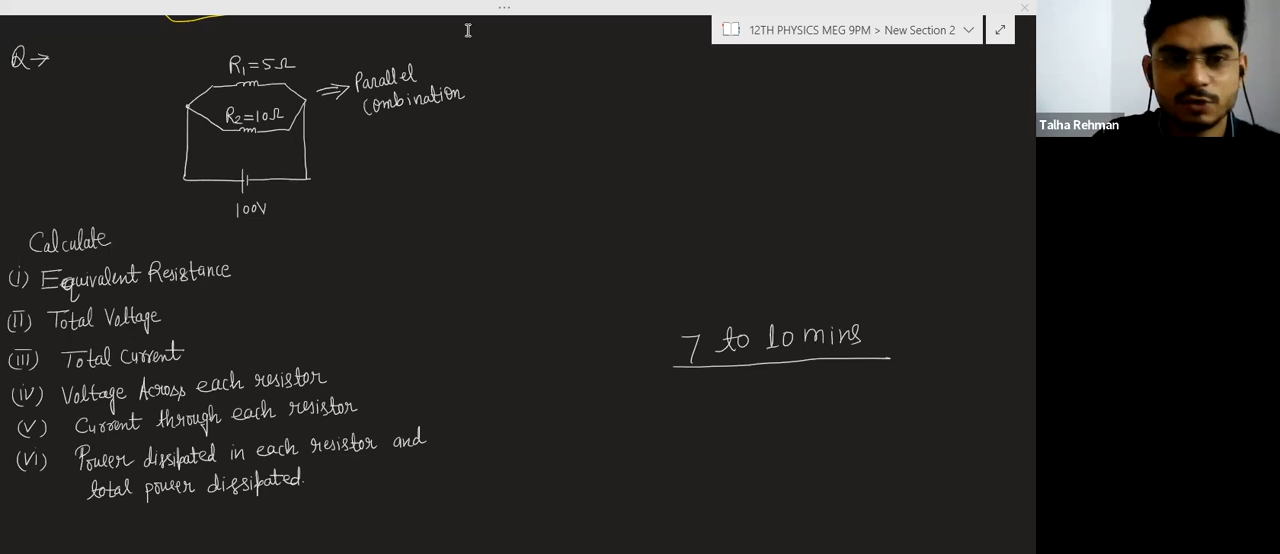 12TH PHYSICS MEG 9PM > New Section 2
Talha Rehman
Q →
R₁ = 5Ω
R₂ = 10Ω
100V
⇒ Parallel
combination
Calculate
(i) Equivalent Resistance
(II) Total Voltage
(III) Total Current
(iv) Voltage Across each resistor
(v) Current through each resistor
(vi) Power dissipated in each resistor and
total power dissipated.
7 to 10 mins